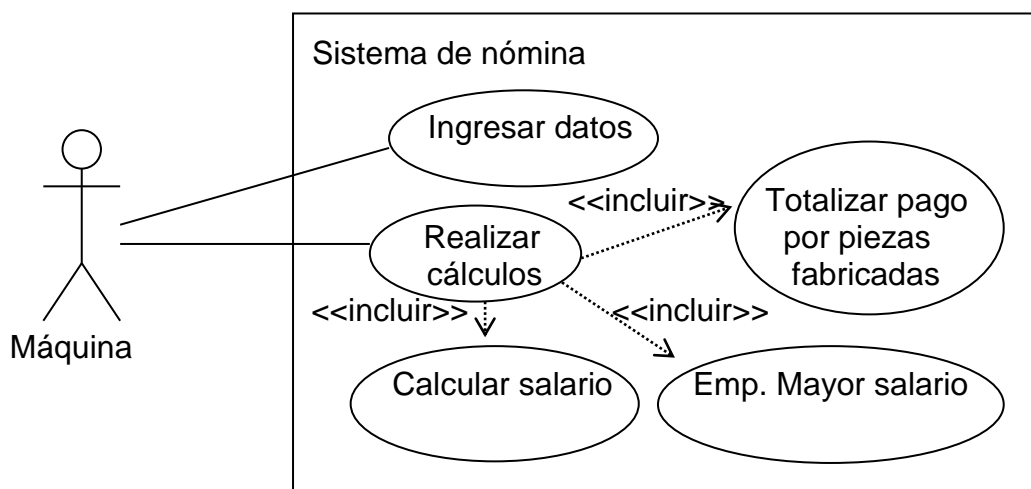 Sistema de nómina
Ingresar datos
<<incluir>>
Totalizar pago
por piezas
fabricadas
Realizar
cálculos
<<incluir>>
<<incluir>>
Máquina
Calcular salario
Emp. Mayor salario